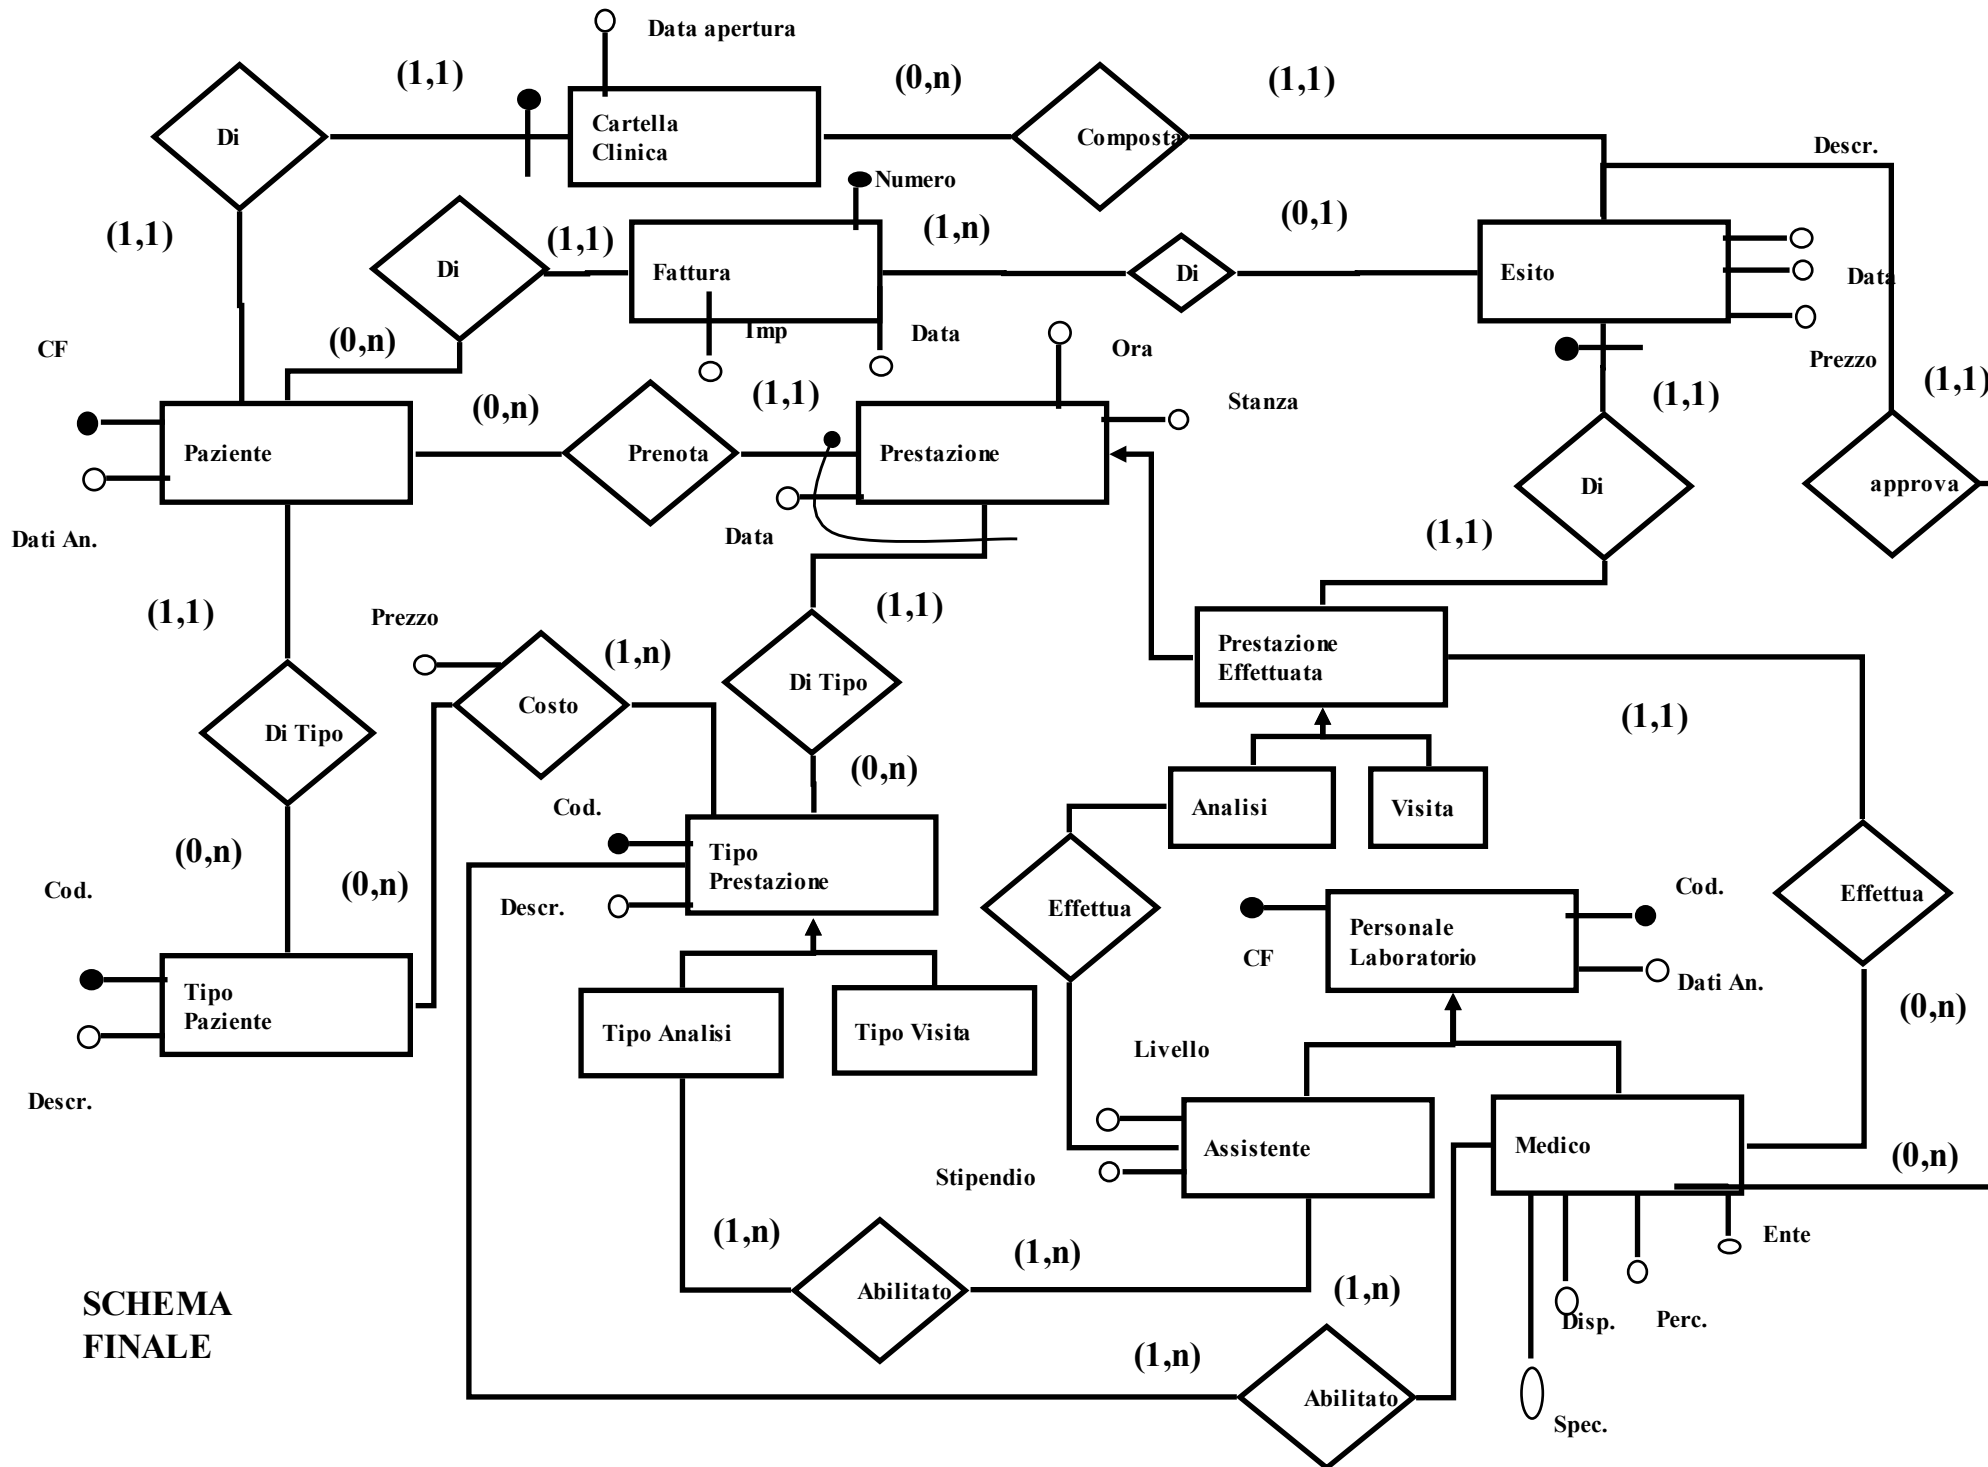 Data apertura
(1,1)
(0,n)
(1,1)
Di
Cartella
Clinica
Composta
Descr.
Numero
(1,1)
(1,1)
(1,n)
(0,1)
Di
Fattura
Di
Esito
Data
Imp
Data
CF
(0,n)
Ora
Prezzo
(0,n)
(1,1)
Stanza
(1,1)
(1,1)
Paziente
Prenota
Prestazione
Di
approva
Dati An.
Data
(1,1)
(1,1)
Prezzo
(1,n)
(1,1)
Prestazione
Effettuata
Di Tipo
Costo
Di Tipo
(1,1)
(0,n)
Cod.
Analisi
Visita
(0,n)
Cod.
(0,n)
Tipo
Prestazione
Descr.
Effettua
Cod.
Effettua
Personale
Laboratorio
CF
Dati An.
Tipo
Paziente
(0,n)
Tipo Analisi
Tipo Visita
Livello
Descr.
Assistente
Medico
(0,n)
Stipendio
(1,n)
(1,n)
Ente
Abilitato
(1,n)
SCHEMA
FINALE
Disp.
Perc.
(1,n)
Abilitato
Spec.